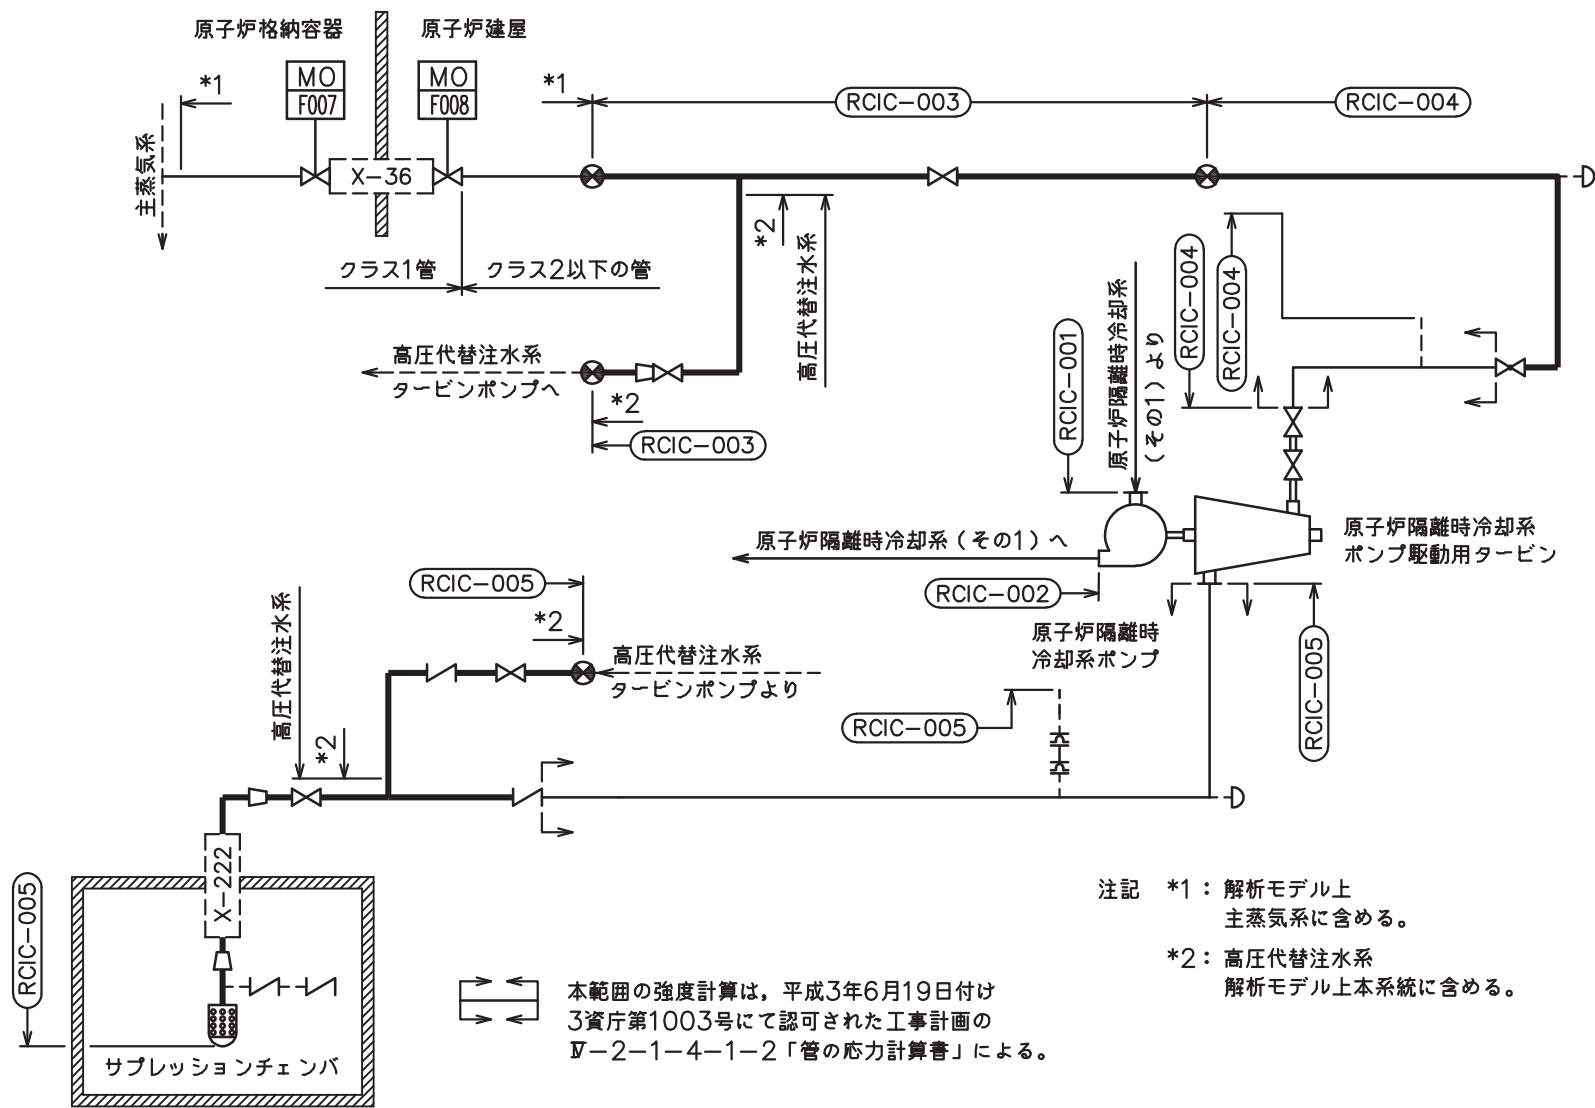 原子炉格納容器
原子炉建屋
MO
F007
MO
F008
*1
*1
RCIC-003
RCIC-004
主蒸気系
X-36
クラス1管
クラス2以下の管
*2
高圧代替注水系
高圧代替注水系
タービンポンプへ
*2
RCIC-003
RCIC-004
RCIC-004
RCIC-001
原子炉隔離時冷却系
(その1)より
原子炉隔離時冷却系(その1)へ
原子炉隔離時冷却系
ポンプ駆動用タービン
RCIC-002
原子炉隔離時
冷却系ポンプ
RCIC-005
RCIC-005
*2
高圧代替注水系
高圧代替注水系
タービンポンプより
*2
RCIC-005
X-222
RCIC-005
サプレッションチェンバ
注記 *1:解析モデル上
主蒸気系に含める。
*2:高圧代替注水系
解析モデル上本系統に含める。
本範囲の強度計算は,平成3年6月19日付け
3資庁第1003号にて認可された工事計画の
Ⅳ-2-1-4-1-2「管の応力計算書」による。